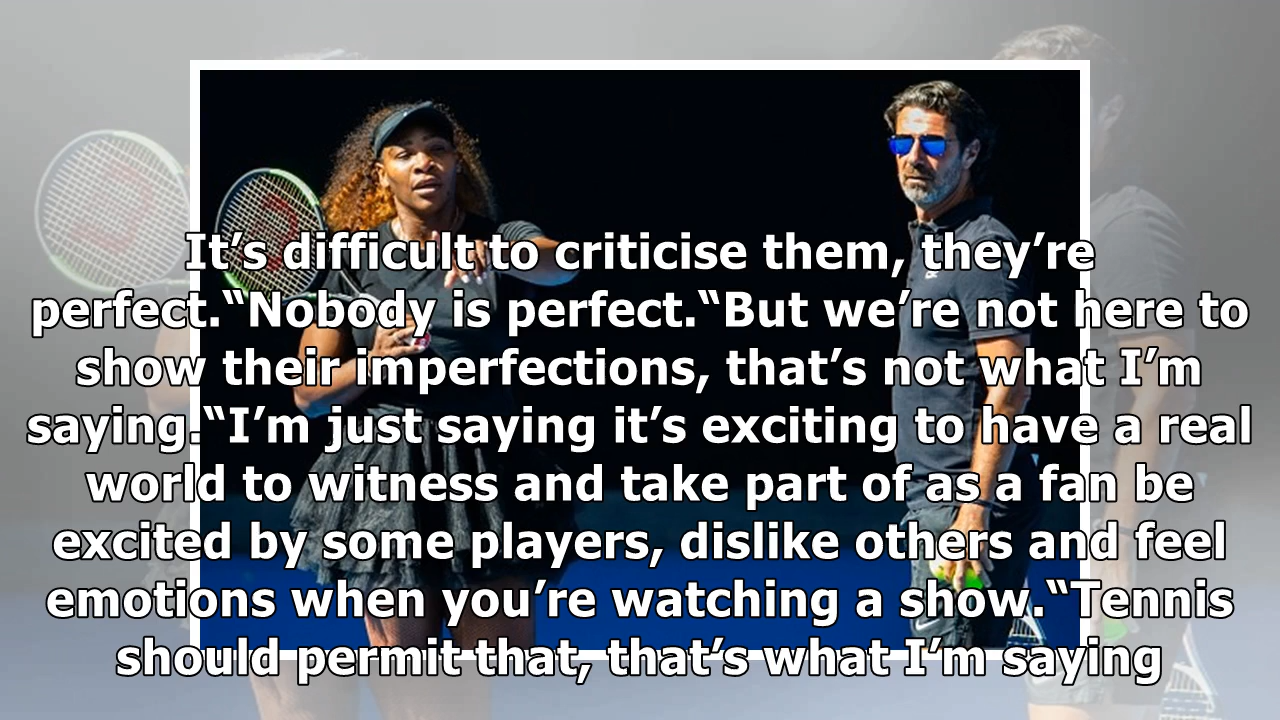 It’s difficult to criticise them, they’re
perfect.“Nobody is perfect.“But we’re not here to
show their imperfections, that’s not what I’m
saying.“I’m just saying it’s exciting to have a real
world to witness and take part of as a fan be
excited by some players, dislike others and feel
emotions when you’re watching a show.“Tennis
should permit that, that’s what I’m saying